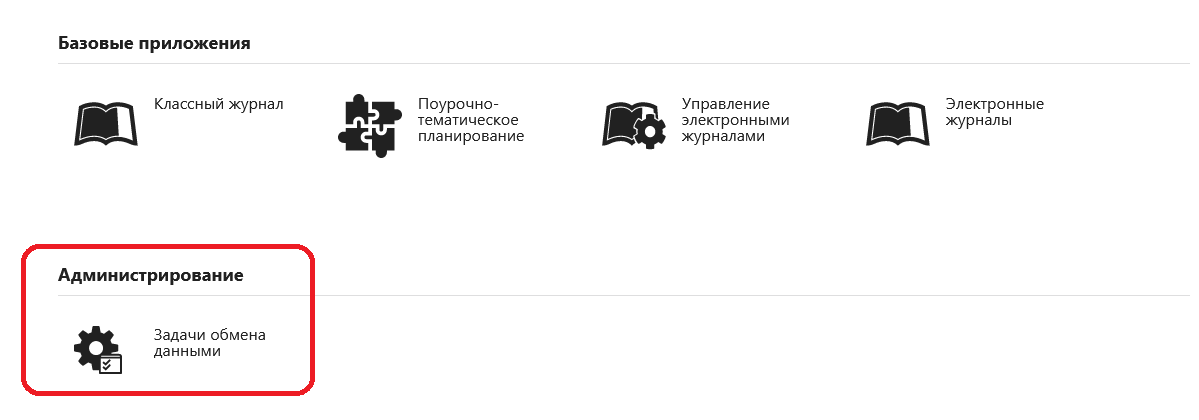 Базовые приложения
Классный журнал
Поурочно-
тематическое
планирование
Управление
электронными
журналами
Электронные
журналы
Администрирование
Задачи обмена
данными